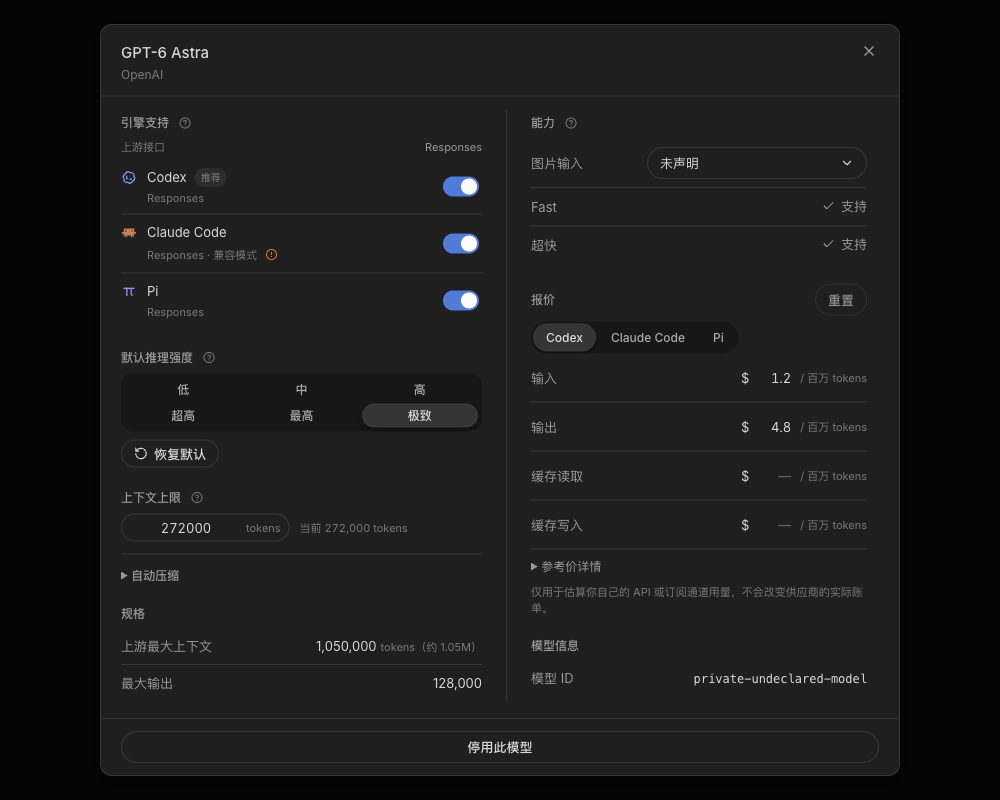 GPT-6 Astra
OpenAI
引擎支持
上游接口 Responses
Codex 推荐
Responses
Claude Code
Responses · 兼容模式
Pi
Responses
默认推理强度
低 中 高
超高 最高 极致
恢复默认
上下文上限
272000 tokens 当前 272,000 tokens
自动压缩
规格
上游最大上下文 1,050,000 tokens（约 1.05M）
最大输出 128,000
能力
图片输入 未声明
Fast 支持
超快 支持
报价 重置
Codex Claude Code Pi
输入 $ 1.2 / 百万 tokens
输出 $ 4.8 / 百万 tokens
缓存读取 $ — / 百万 tokens
缓存写入 $ — / 百万 tokens
参考价详情
仅用于估算你自己的 API 或订阅通道用量，不会改变供应商的实际账
单。
模型信息
模型 ID private-undeclared-model
停用此模型